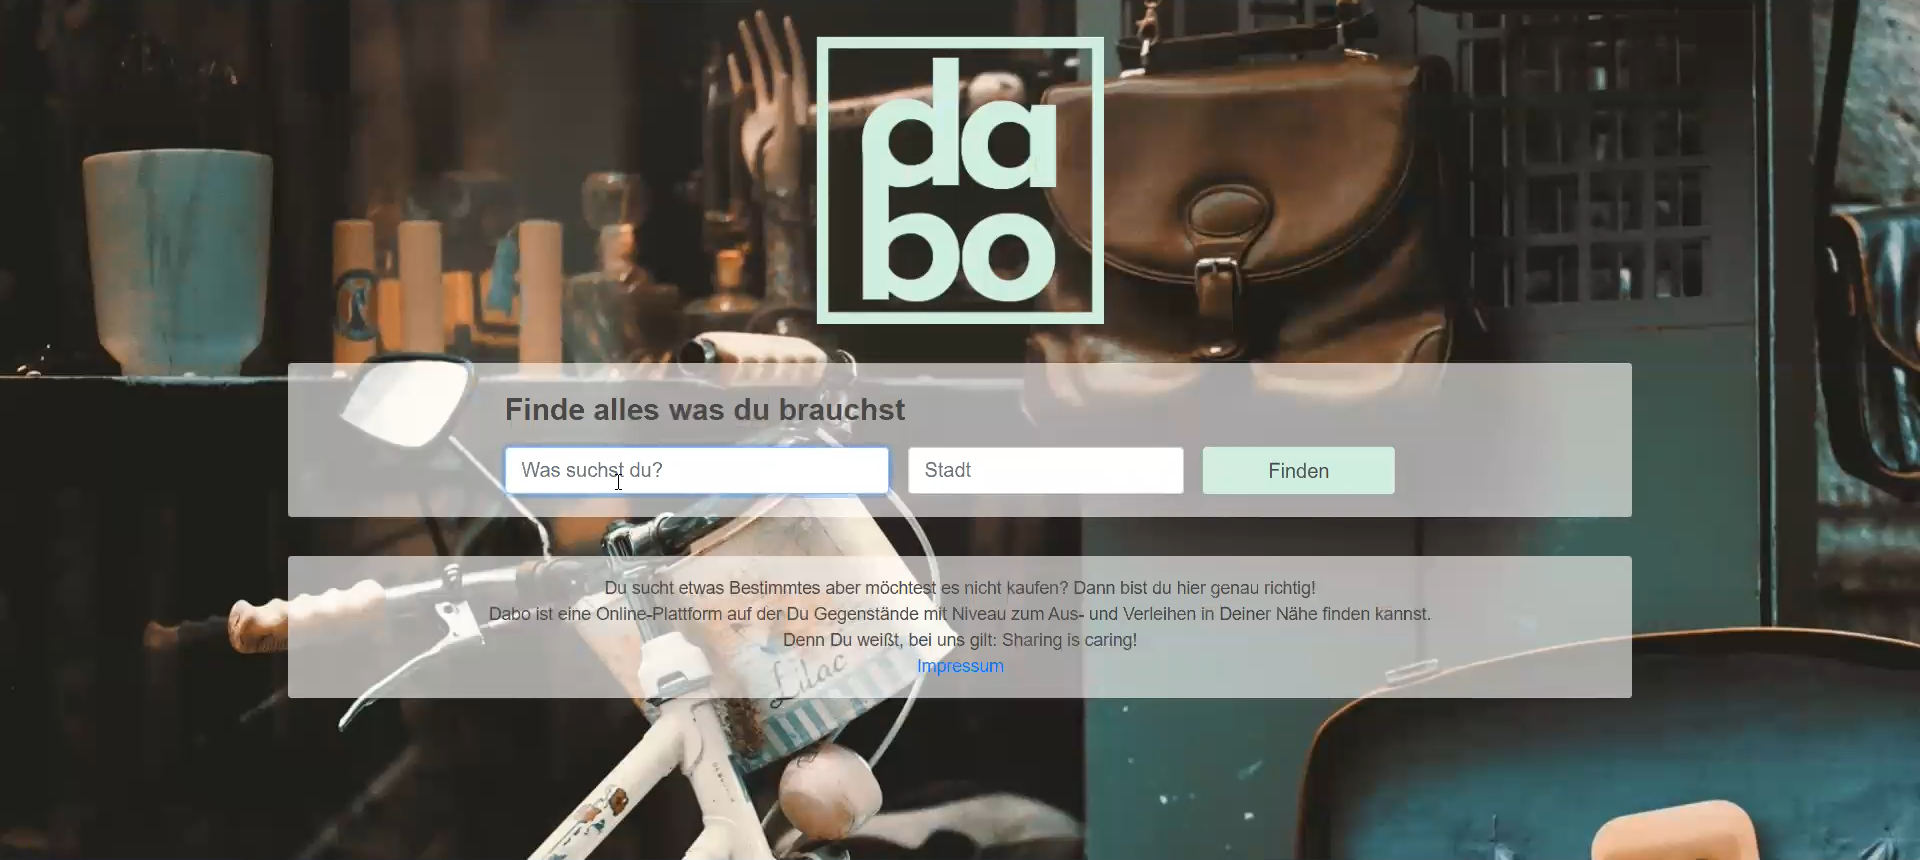 da
bo
Finde alles was du brauchst
Was suchst du?
Stadt
Finden
Du sucht etwas Bestimmtes aber möchtest es nicht kaufen? Dann bist du hier genau richtig!
Dabo ist eine Online-Plattform auf der Du Gegenstände mit Niveau zum Aus- und Verleihen in Deiner Nähe finden kannst.
Denn Du weißt, bei uns gilt: Sharing is caring!
Impressum
Lilac